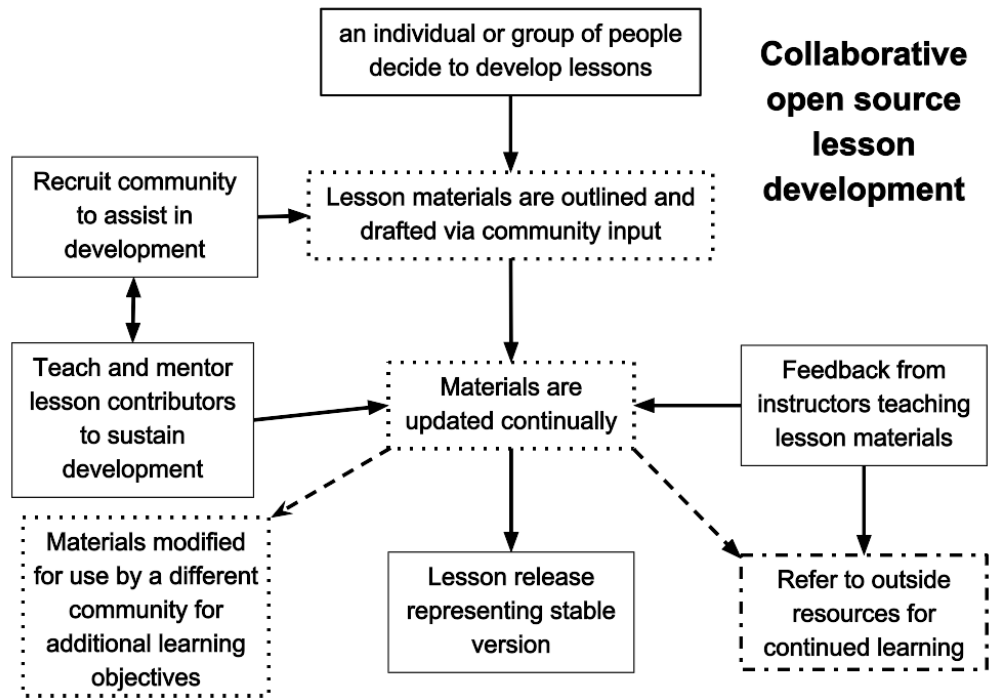 an individual or group of people
decide to develop lessons
Collaborative
open source
lesson
development
Recruit community
to assist in
development
Lesson materials are outlined and
drafted via community input
Teach and mentor
lesson contributors
to sustain
development
Materials are
updated continually
Feedback from
instructors teaching
lesson materials
Materials modified
for use by a different
community for
additional learning
objectives
Lesson release
representing stable
version
Refer to outside
resources for
continued learning